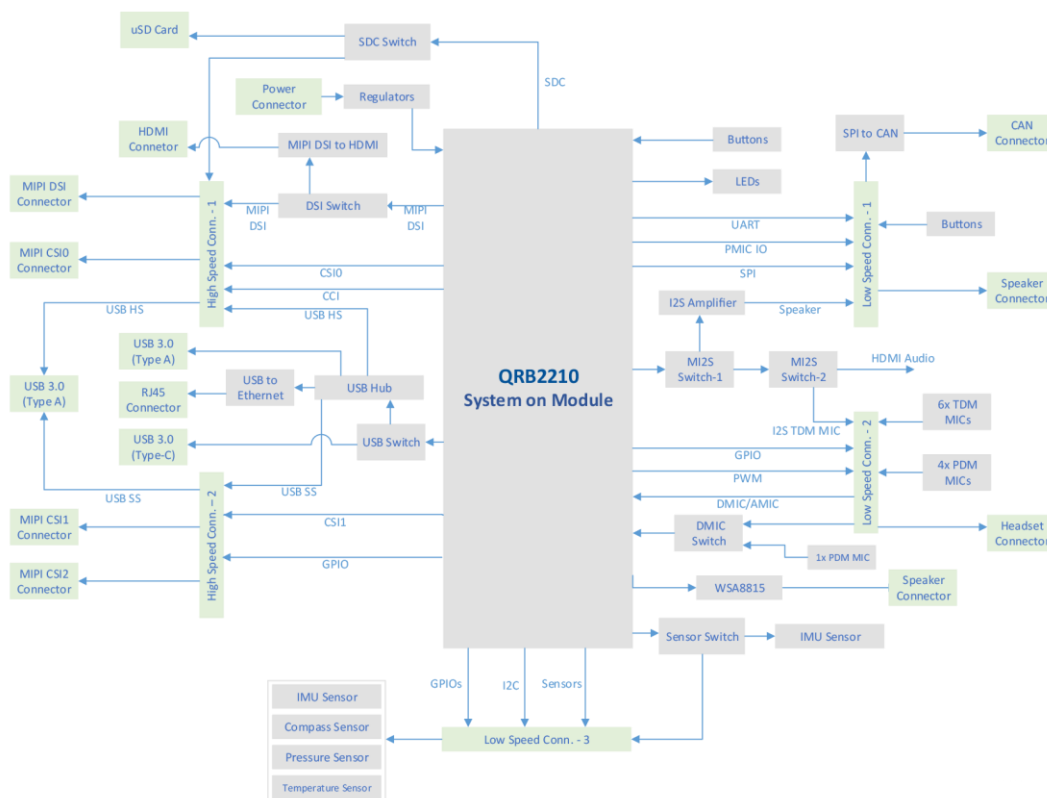 uSD Card
SDC Switch
SDC
Power
Connector
Regulators
HDMI
Connetor
MIPI DSI to HDMI
MIPI DSI
Connector
DSI Switch
MIPI
DSI
MIPI
DSI
MIPI CSI0
Connector
High Speed Conn. - 1
CSI0
CCI
USB HS
USB HS
USB 3.0
(Type A)
USB 3.0
(Type A)
RJ45
Connector
USB to
Ethernet
USB Hub
USB 3.0
(Type-C)
USB Switch
USB SS
USB SS
MIPI CSI1
Connector
High Speed Conn. – 2
CSI1
GPIO
MIPI CSI2
Connector
QRB2210
System on Module
Buttons
LEDs
SPI to CAN
CAN
Connector
UART
PMIC IO
SPI
Low Speed Conn. - 1
Buttons
I2S Amplifier
Speaker
Speaker
Connector
MI2S
Switch-1
MI2S
Switch-2
HDMI Audio
I2S TDM MIC
6x TDM
MICs
GPIO
PWM
Low Speed Conn. - 2
4x PDM
MICs
DMIC/AMIC
DMIC
Switch
Headset
Connector
1x PDM MIC
WSA8815
Speaker
Connector
Sensor Switch
IMU Sensor
GPIOs
I2C
Sensors
IMU Sensor
Compass Sensor
Pressure Sensor
Temperature Sensor
Low Speed Conn. - 3